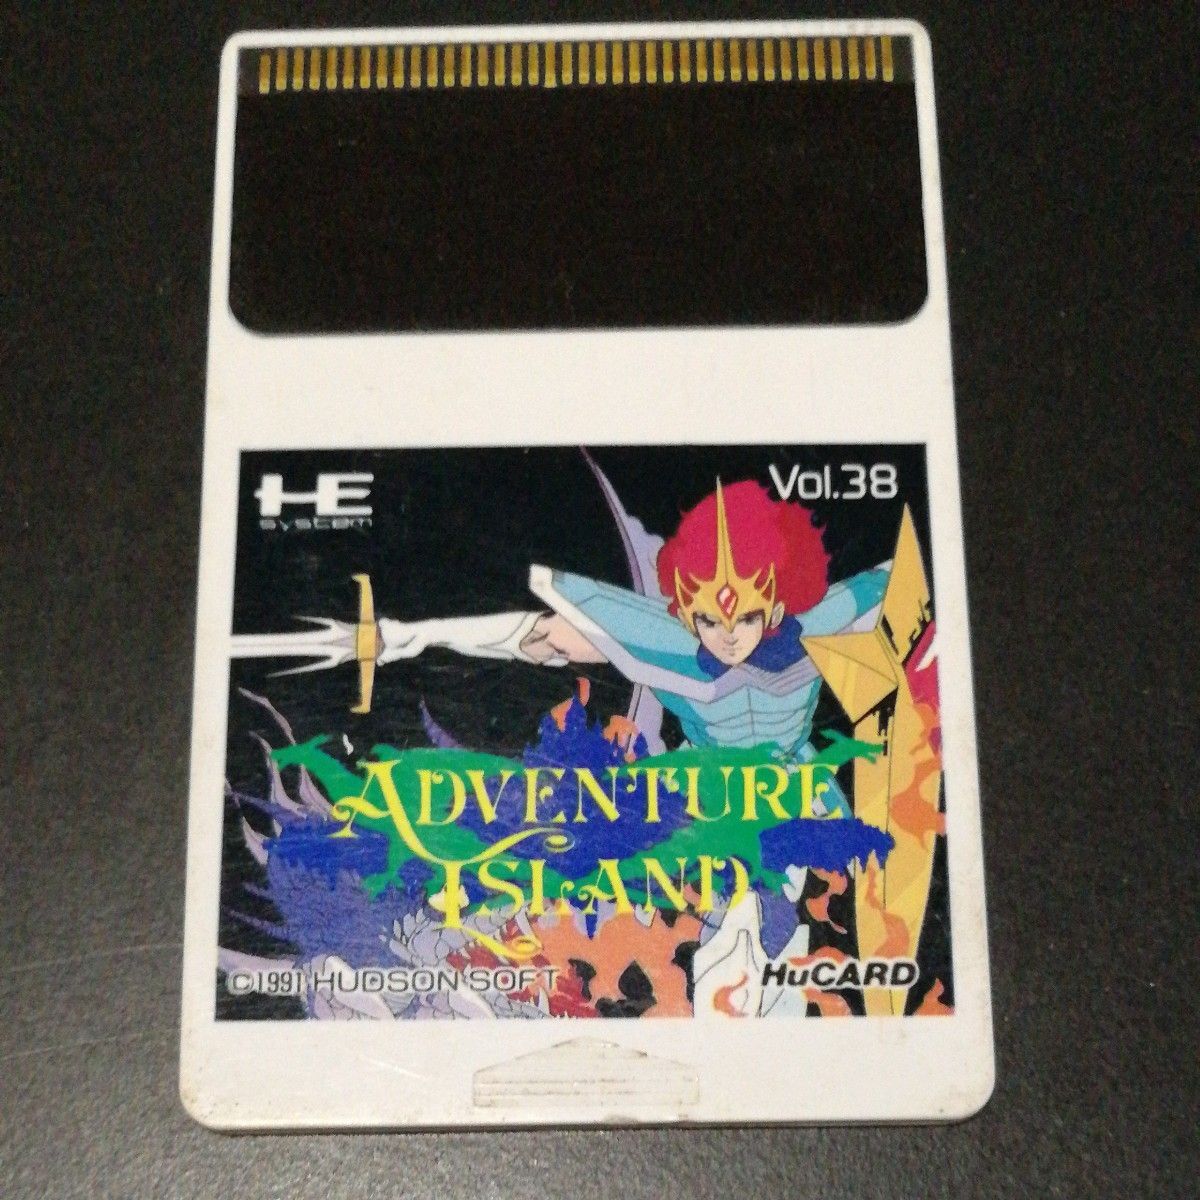 HE
system
Vol.38
ADVENTURE
ISLAND
©1991 HUDSON SOFT
HuCARD